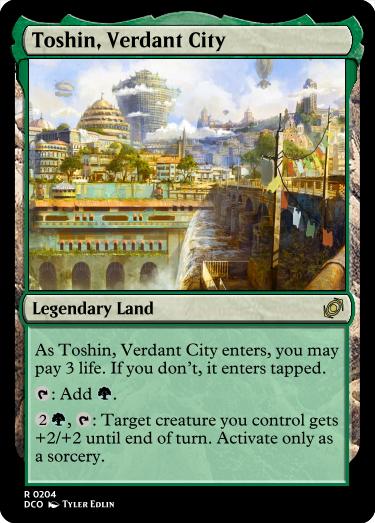 Toshin, Verdant City
Legendary Land
As Toshin, Verdant City enters, you may
pay 3 life. If you don't, it enters tapped.
: Add .
2 , : Target creature you control gets
+2/+2 until end of turn. Activate only as
a sorcery.
R 0204
DCO Tyler Edlin